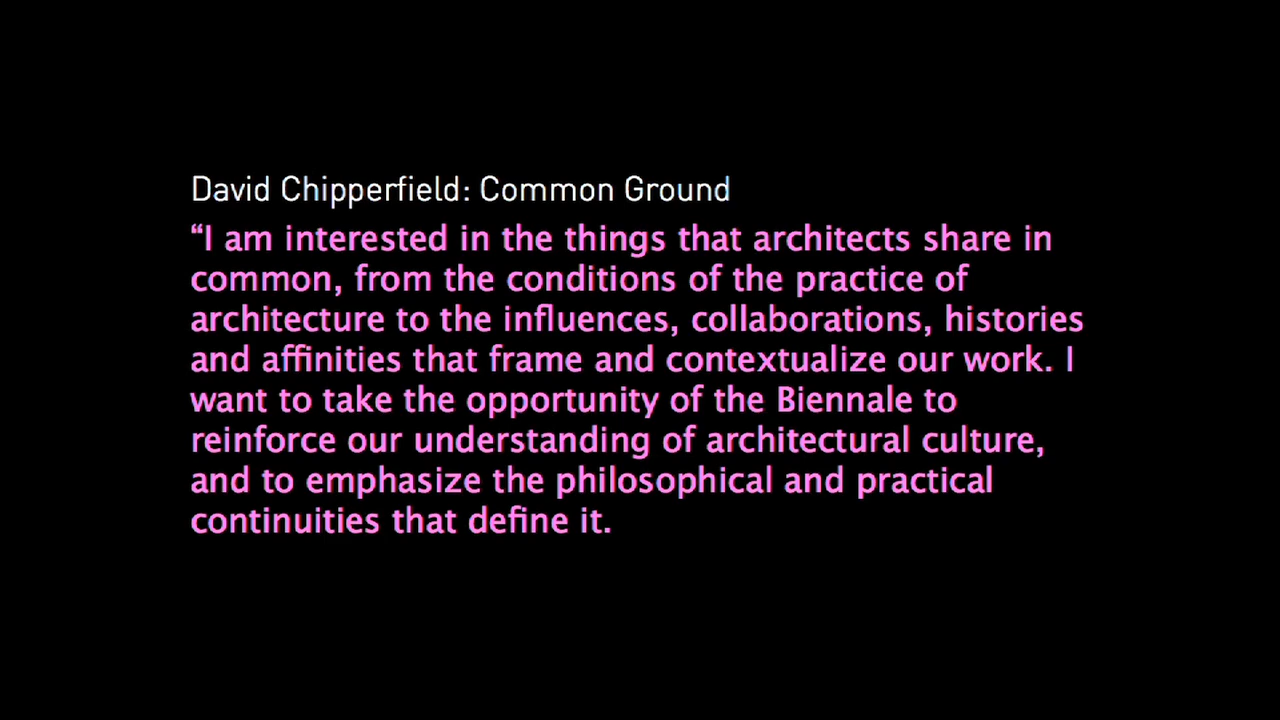 David Chipperfield: Common Ground
“I am interested in the things that architects share in
common, from the conditions of the practice of
architecture to the influences, collaborations, histories
and affinities that frame and contextualize our work. I
want to take the opportunity of the Biennale to
reinforce our understanding of architectural culture,
and to emphasize the philosophical and practical
continuities that define it.